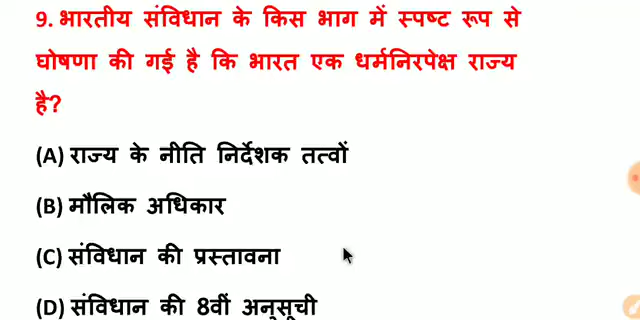 9. भारतीय संविधान के किस भाग में स्पष्ट रूप से
घोषणा की गई है कि भारत एक धर्मनिरपेक्ष राज्य
है?
(A) राज्य के नीति निर्देशक तत्वों
(B) मौलिक अधिकार
(C) संविधान की प्रस्तावना
(D) संविधान की 8वीं अनुसूची